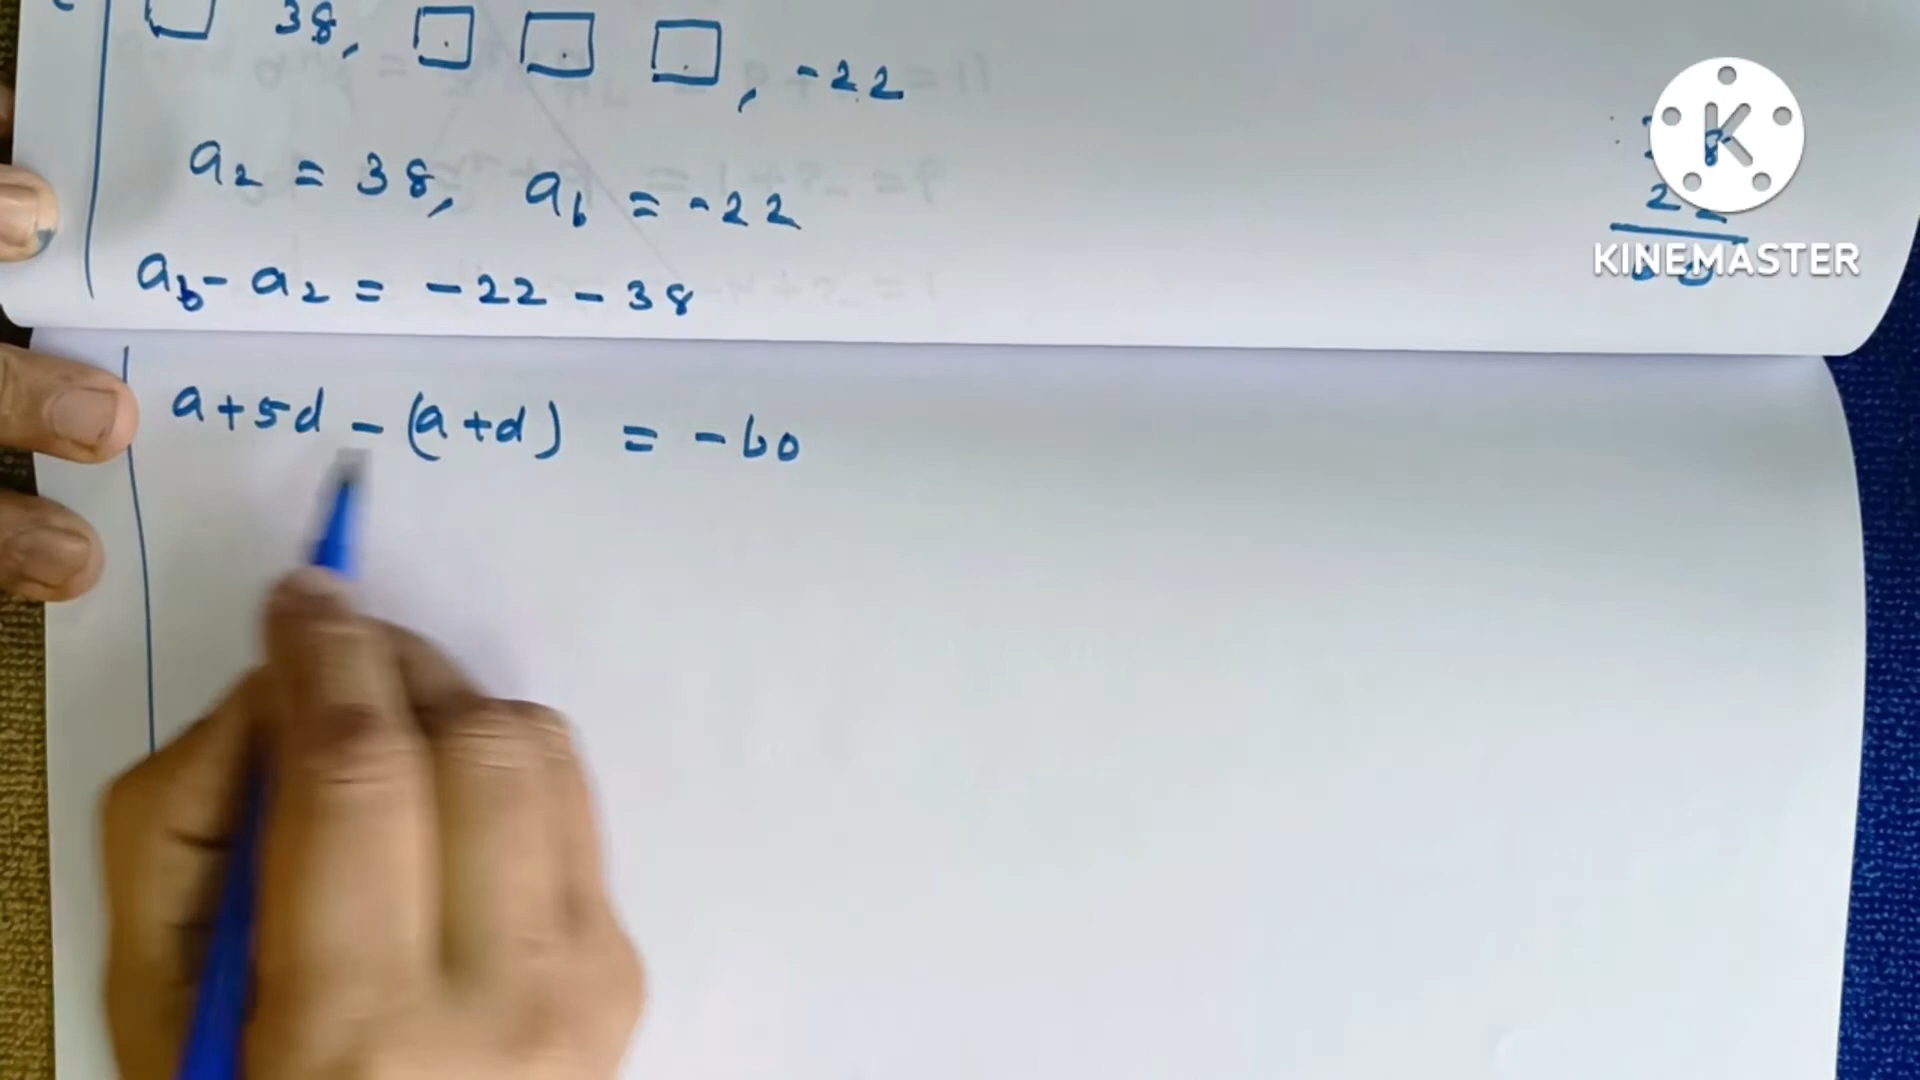 □ 38, □ □ □, -22
a₂ = 38, a₆ = -22
a₆ - a₂ = -22 - 38
a+5d - (a+d) = -60
KINEMASTER